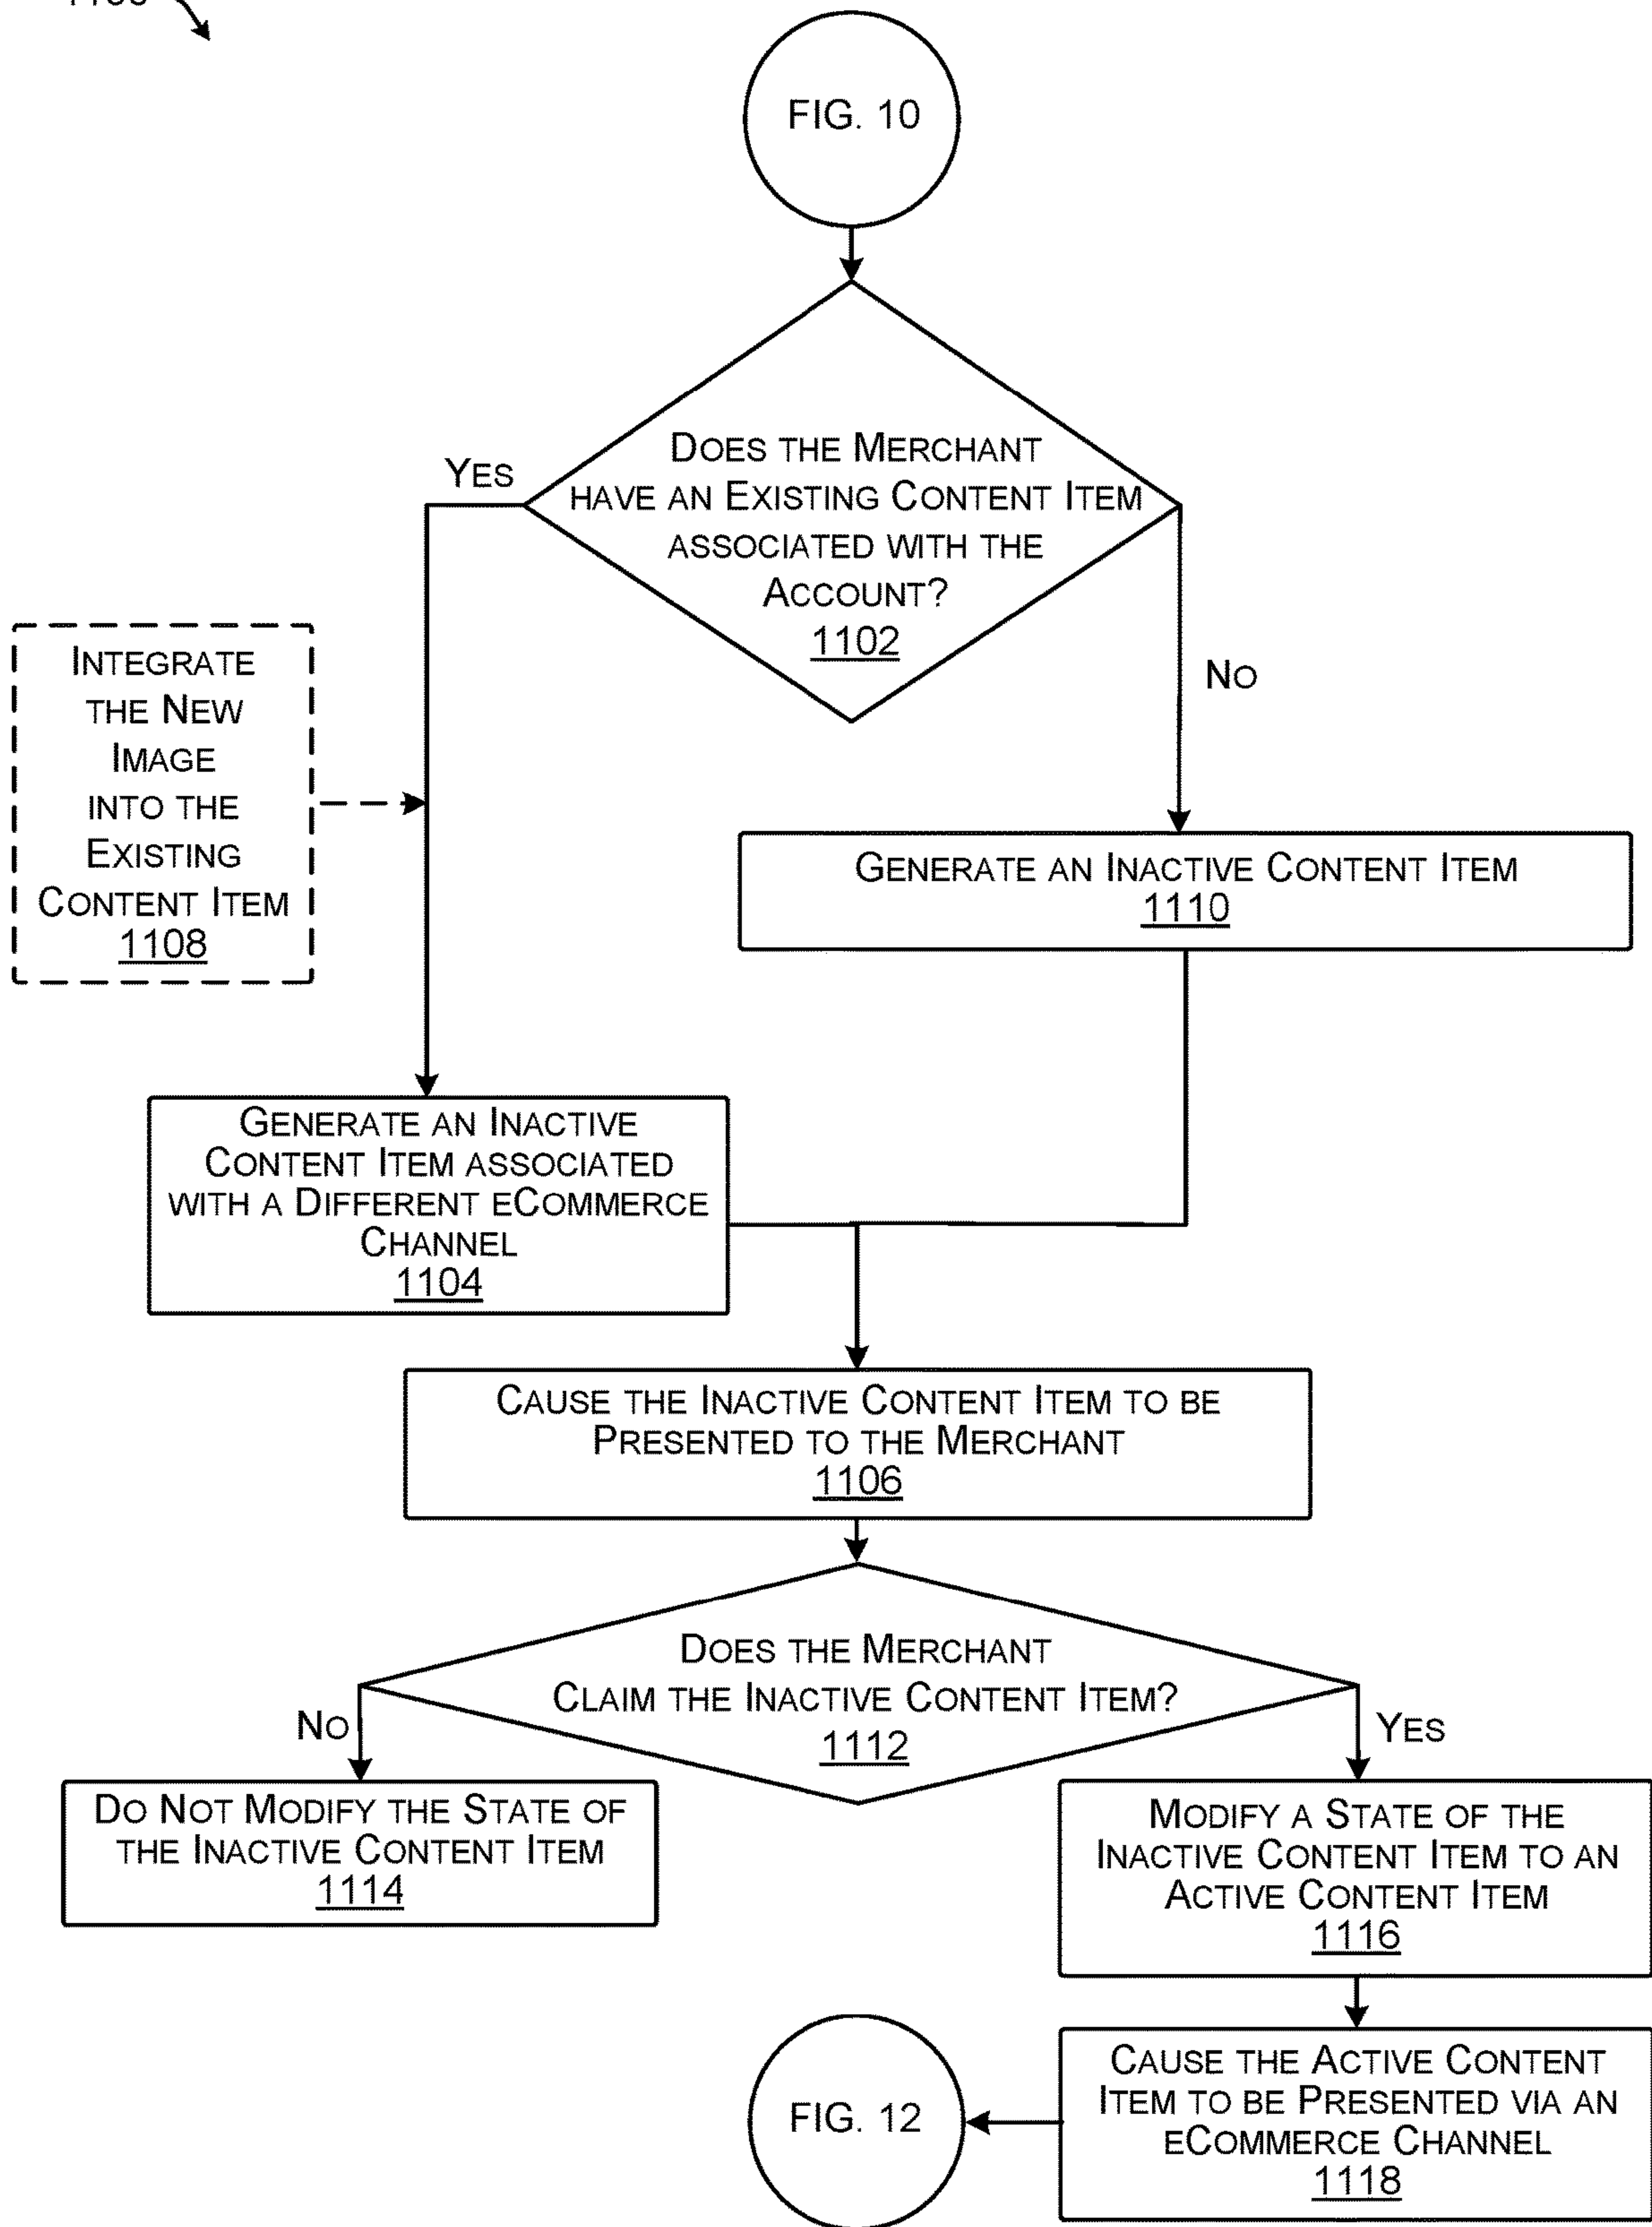 FIG. 10
DOES THE MERCHANT
HAVE AN EXISTING CONTENT ITEM
ASSOCIATED WITH THE
ACCOUNT?
1102
YES
NO
INTEGRATE
THE NEW
IMAGE
INTO THE
EXISTING
CONTENT ITEM
1108
GENERATE AN INACTIVE CONTENT ITEM
1110
GENERATE AN INACTIVE
CONTENT ITEM ASSOCIATED
WITH A DIFFERENT ECOMMERCE
CHANNEL
1104
CAUSE THE INACTIVE CONTENT ITEM TO BE
PRESENTED TO THE MERCHANT
1106
DOES THE MERCHANT
CLAIM THE INACTIVE CONTENT ITEM?
1112
NO
YES
DO NOT MODIFY THE STATE OF
THE INACTIVE CONTENT ITEM
1114
MODIFY A STATE OF THE
INACTIVE CONTENT ITEM TO AN
ACTIVE CONTENT ITEM
1116
CAUSE THE ACTIVE CONTENT
ITEM TO BE PRESENTED VIA AN
ECOMMERCE CHANNEL
1118
FIG. 12